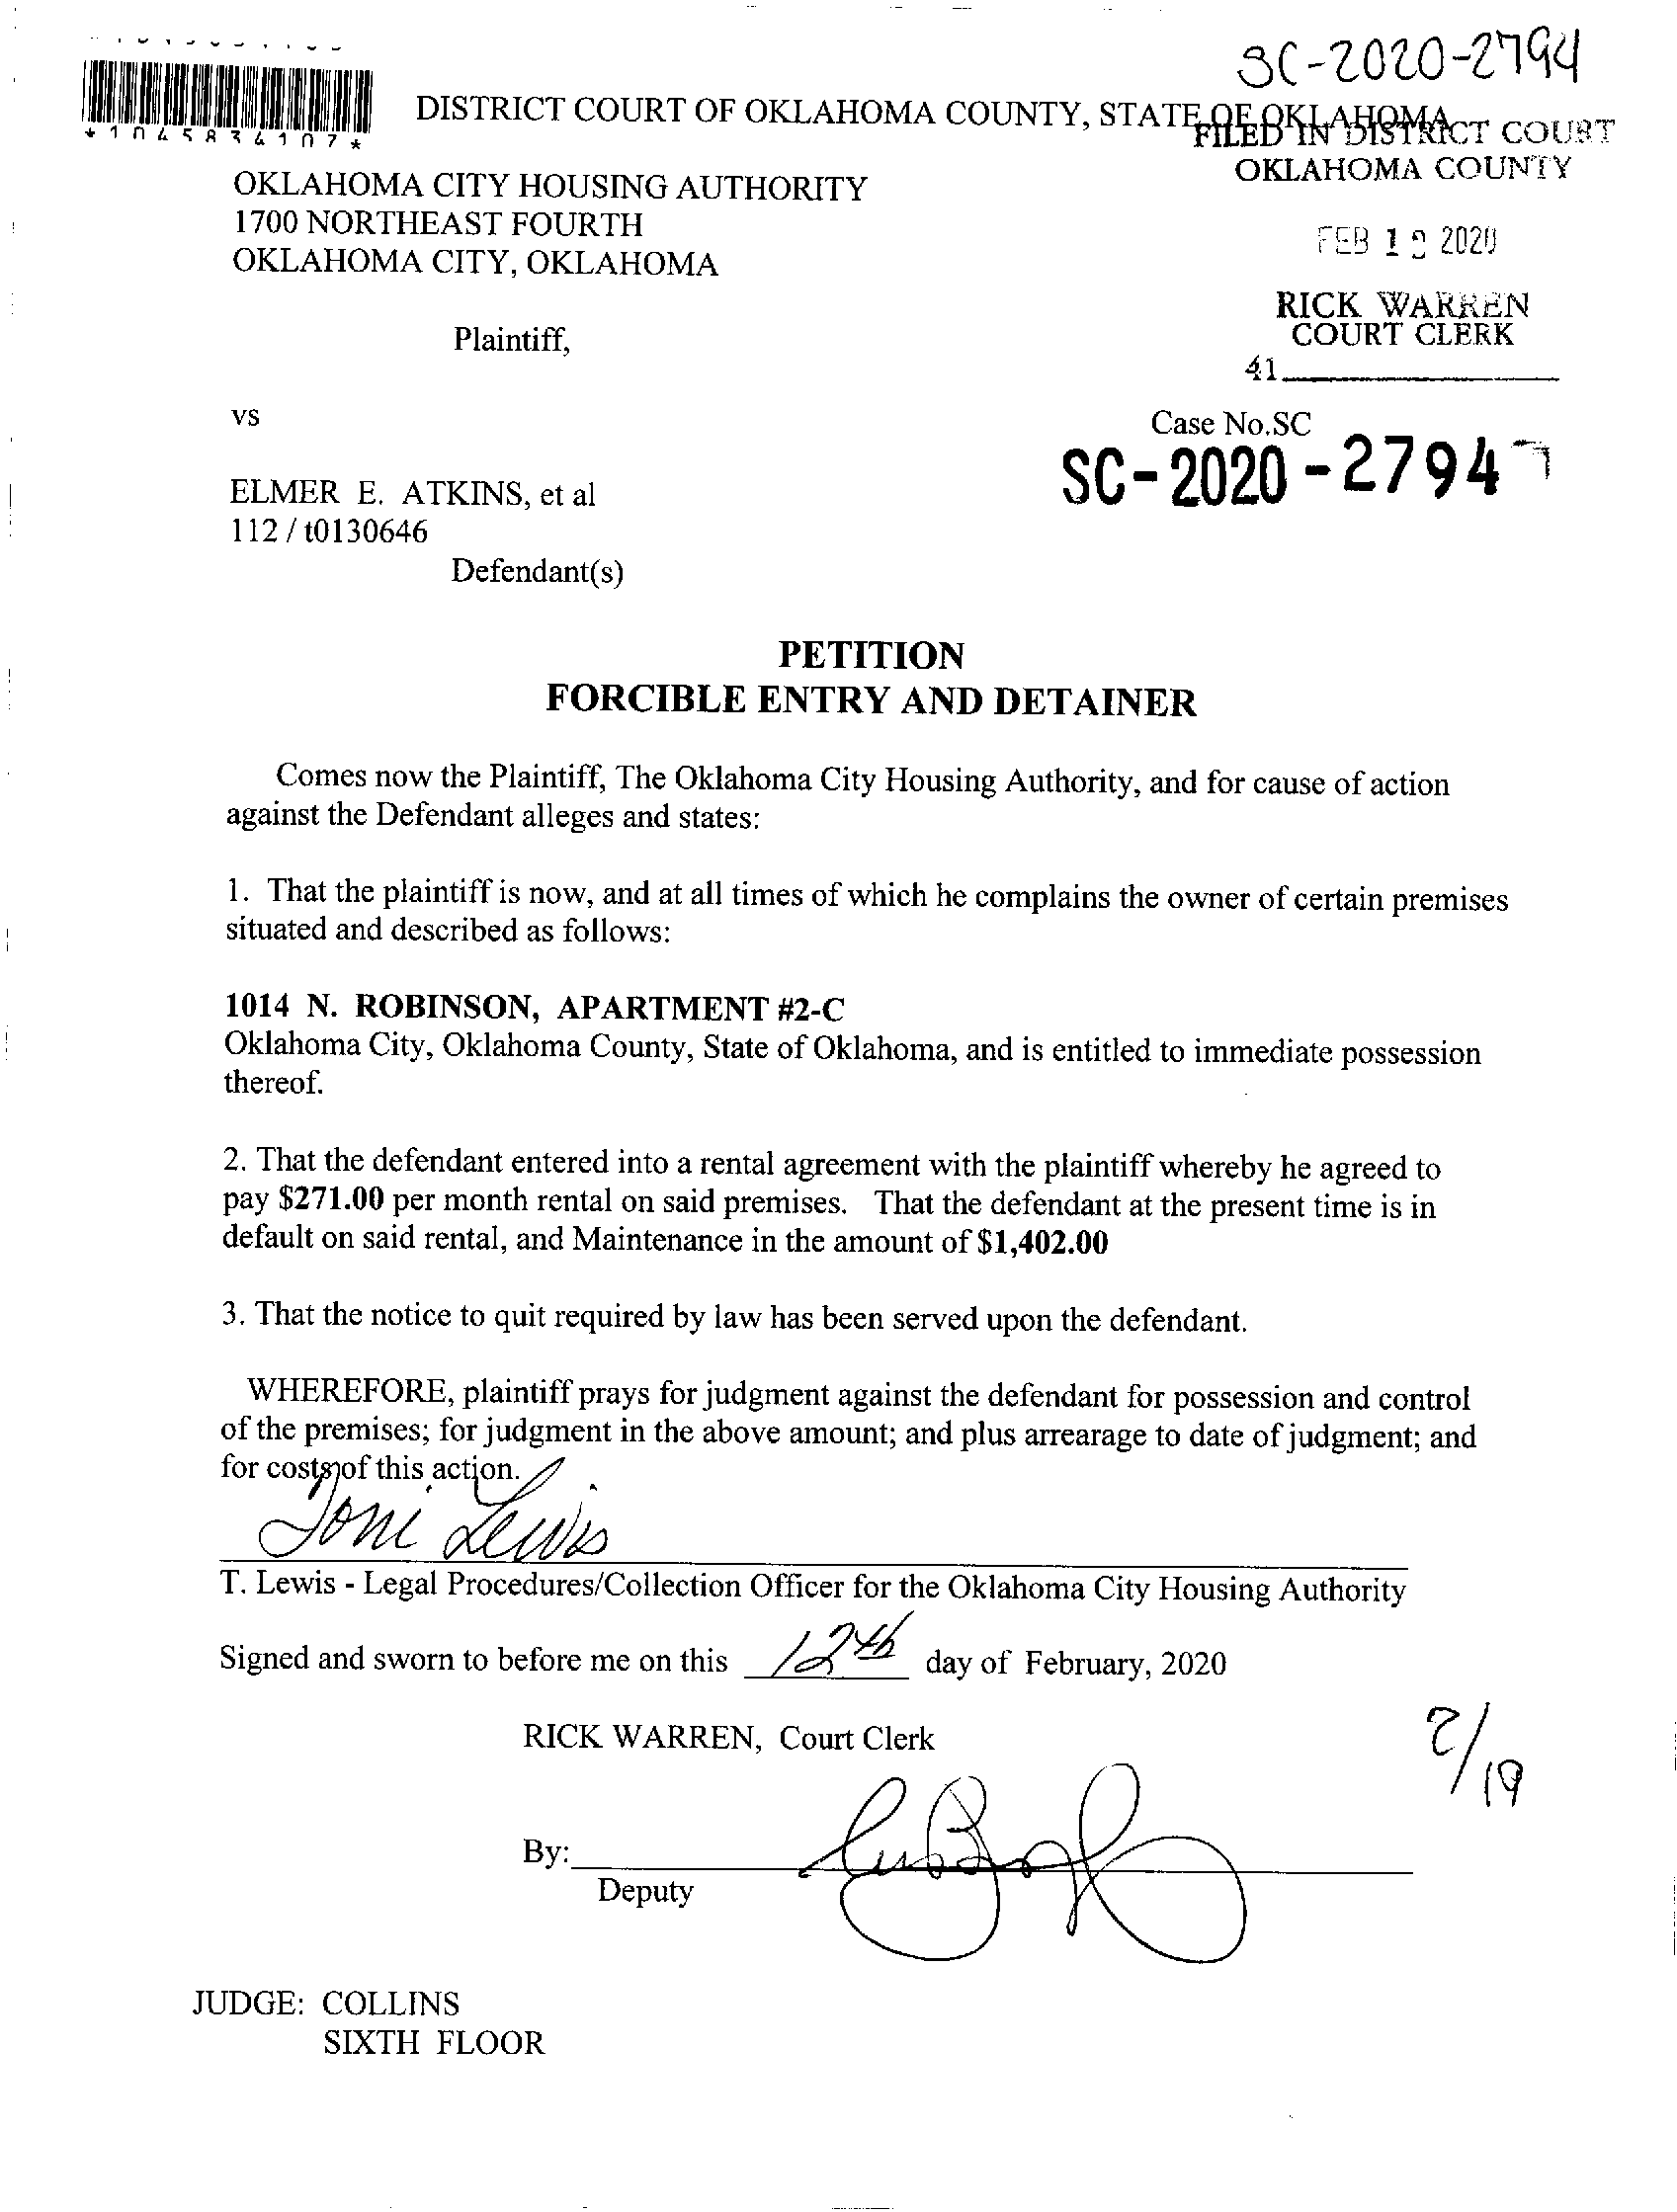 SC-2020-2794
DISTRICT COURT OF OKLAHOMA COUNTY, STATE OF OKLAHOMA
*1045834107*
FILED IN DISTRICT COURT
OKLAHOMA COUNTY
OKLAHOMA CITY HOUSING AUTHORITY
1700 NORTHEAST FOURTH
OKLAHOMA CITY, OKLAHOMA
FEB 2020
RICK WARREN
COURT CLERK
41
Plaintiff,
vs
Case No.SC
SC-2020-2794
ELMER E. ATKINS, et al
112 / t0130646
Defendant(s)
PETITION
FORCIBLE ENTRY AND DETAINER
Comes now the Plaintiff, The Oklahoma City Housing Authority, and for cause of action
against the Defendant alleges and states:
1. That the plaintiff is now, and at all times of which he complains the owner of certain premises
situated and described as follows:
1014 N. ROBINSON, APARTMENT #2-C
Oklahoma City, Oklahoma County, State of Oklahoma, and is entitled to immediate possession
thereof.
2. That the defendant entered into a rental agreement with the plaintiff whereby he agreed to
pay $271.00 per month rental on said premises. That the defendant at the present time is in
default on said rental, and Maintenance in the amount of $1,402.00
3. That the notice to quit required by law has been served upon the defendant.
WHEREFORE, plaintiff prays for judgment against the defendant for possession and control
of the premises; for judgment in the above amount; and plus arrearage to date of judgment; and
for costs of this action.
Toni Lewis
T. Lewis - Legal Procedures/Collection Officer for the Oklahoma City Housing Authority
Signed and sworn to before me on this 12th day of February, 2020
RICK WARREN, Court Clerk
2/19
By:
Deputy
JUDGE: COLLINS
SIXTH FLOOR